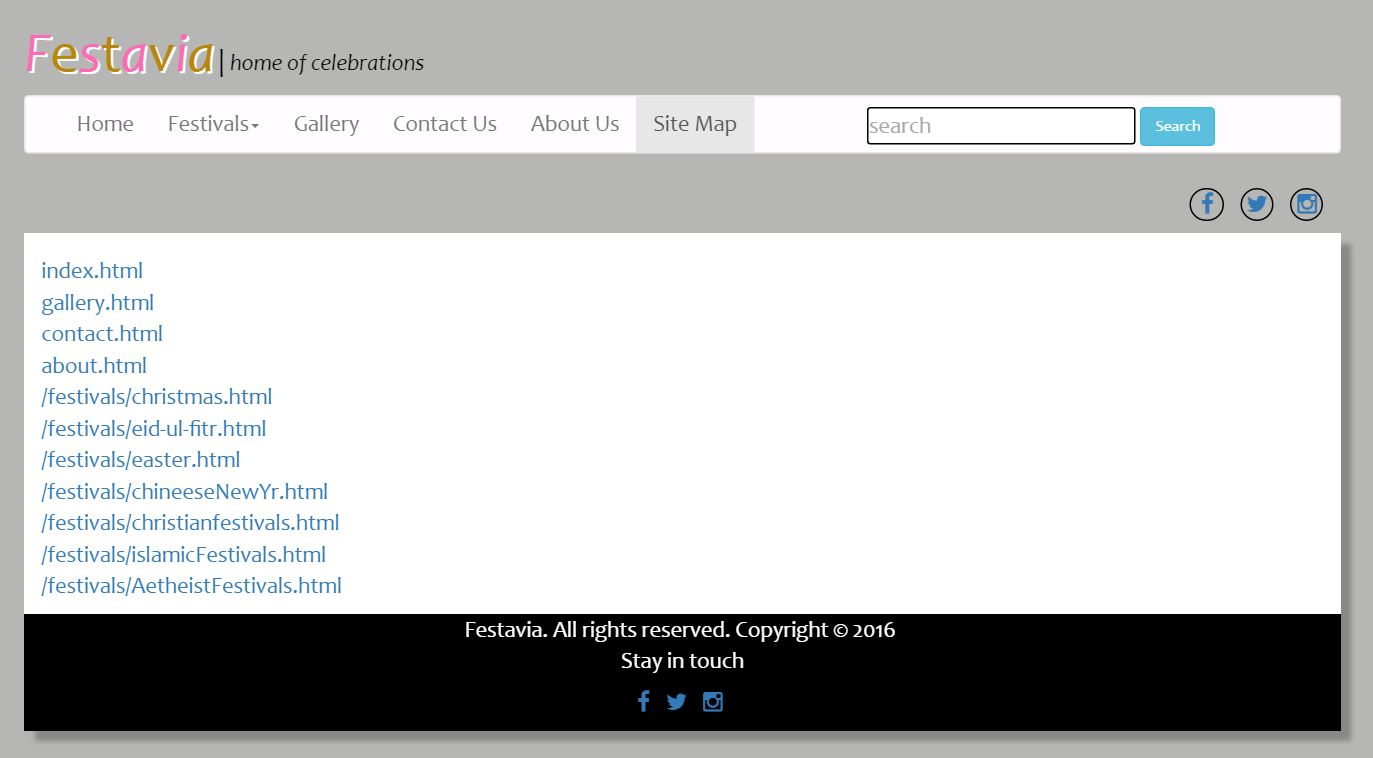 Festavia | home of celebrations
Home Festivals Gallery Contact Us About Us Site Map search Search
index.html
gallery.html
contact.html
about.html
/festivals/christmas.html
/festivals/eid-ul-fitr.html
/festivals/easter.html
/festivals/chineeseNewYr.html
/festivals/christianfestivals.html
/festivals/islamicFestivals.html
/festivals/AetheistFestivals.html
Festavia. All rights reserved. Copyright © 2016
Stay in touch